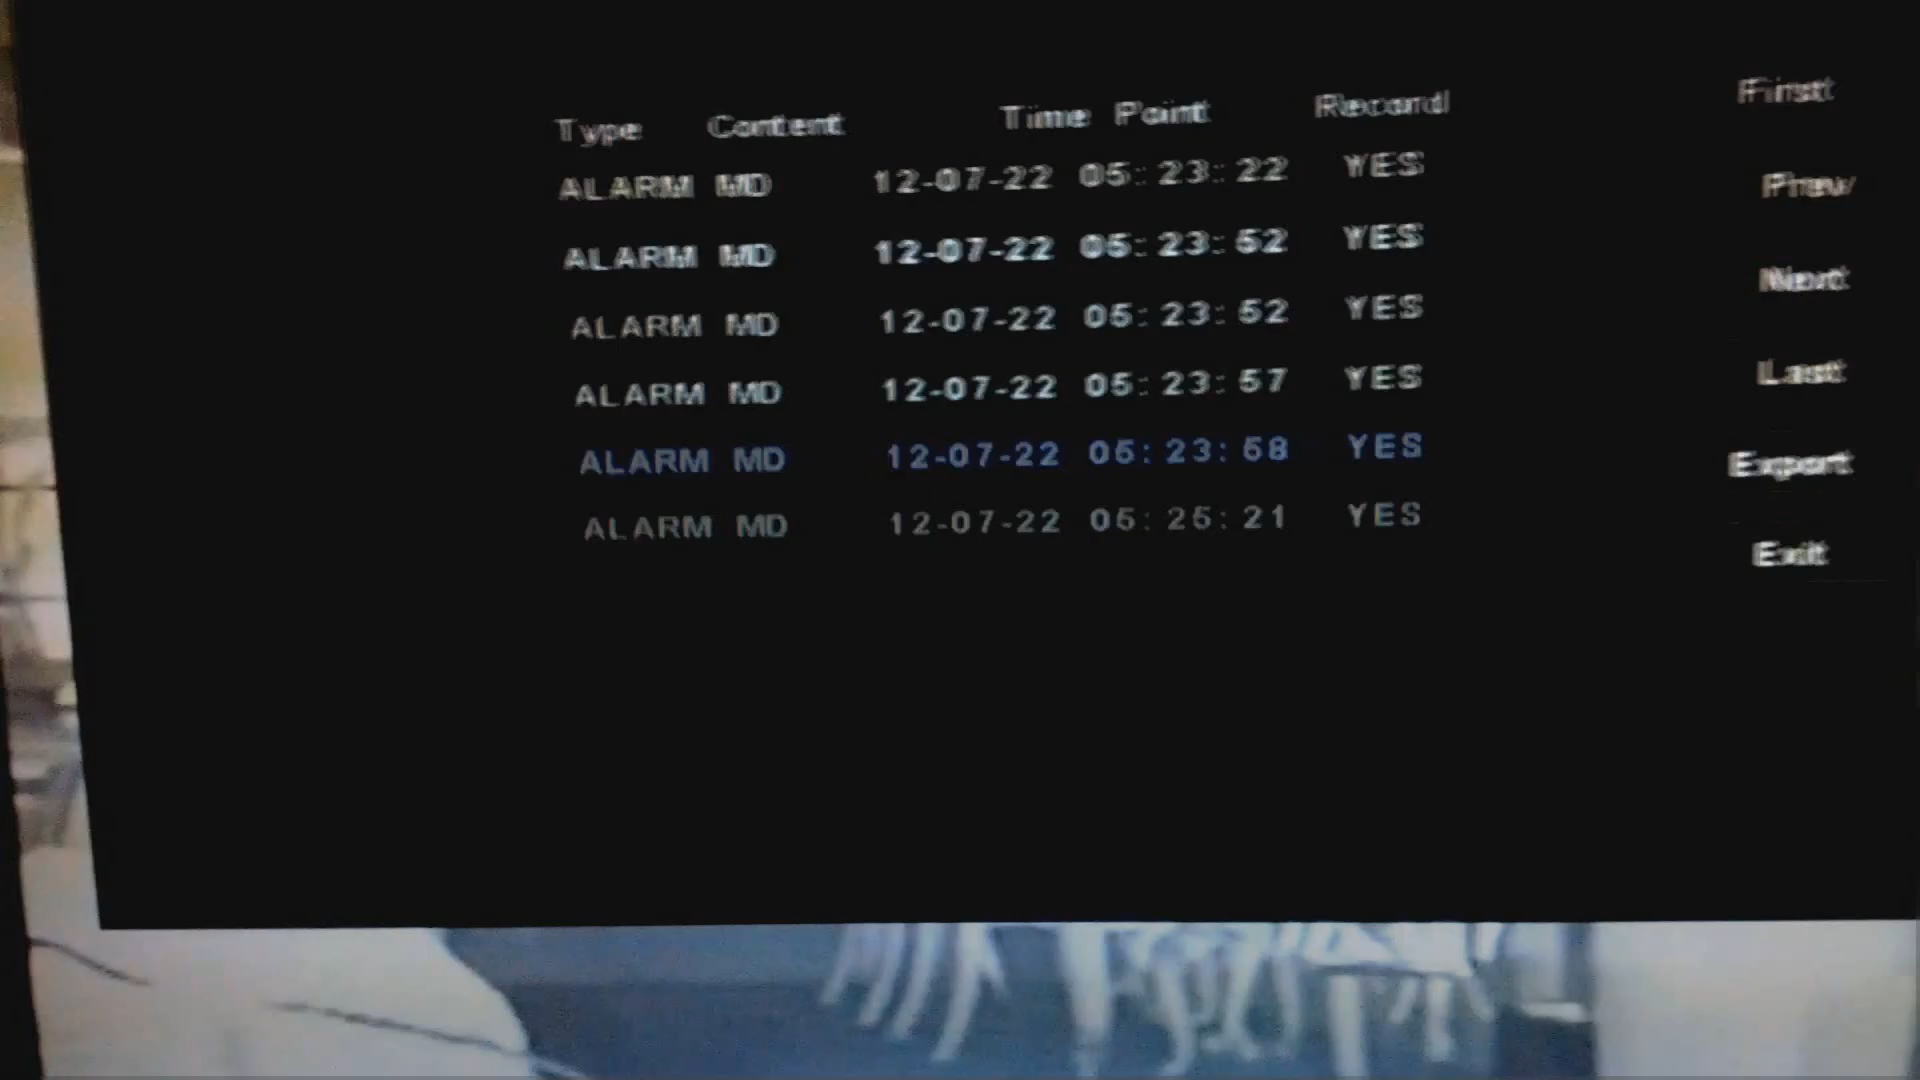 Type Content Time Point Record First
ALARM MD 12-07-22 05:23:22 YES Prev
ALARM MD 12-07-22 05:23:52 YES Next
ALARM MD 12-07-22 05:23:52 YES
ALARM MD 12-07-22 05:23:57 YES Last
ALARM MD 12-07-22 05:23:58 YES Export
ALARM MD 12-07-22 05:25:21 YES Exit